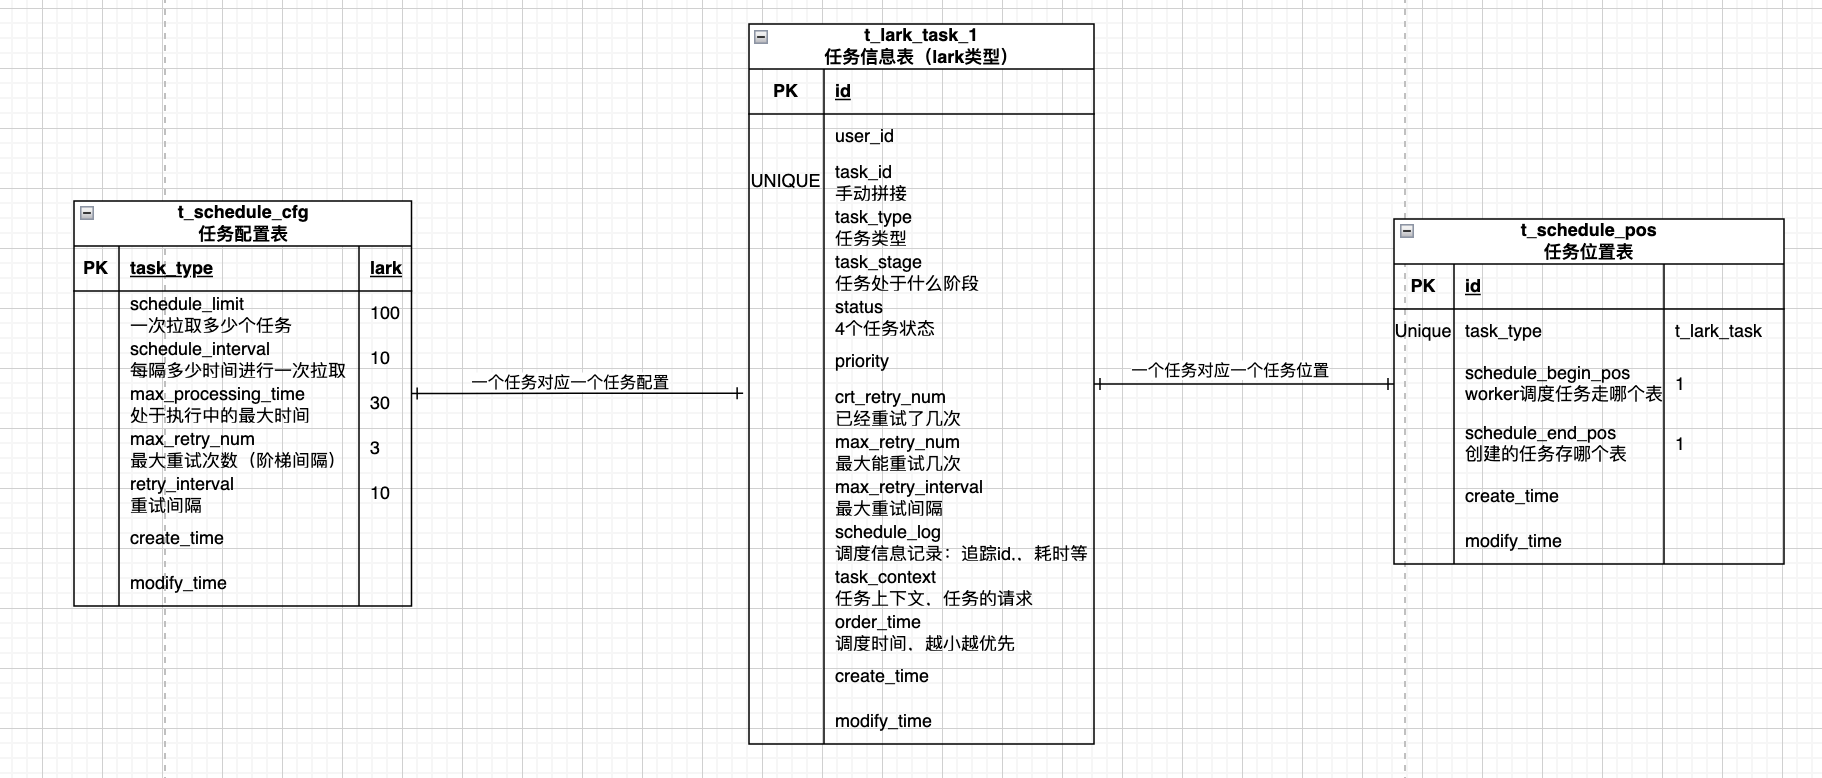 t_schedule_cfg
任务配置表
PK
task_type
lark
schedule_limit
一次拉取多少个任务
100
schedule_interval
每隔多少时间进行一次拉取
10
max_processing_time
处于执行中的最大时间
30
max_retry_num
最大重试次数（阶梯间隔）
3
retry_interval
重试间隔
10
create_time
modify_time
一个任务对应一个任务配置
t_lark_task_1
任务信息表（lark类型）
PK
id
user_id
UNIQUE
task_id
手动拼接
task_type
任务类型
task_stage
任务处于什么阶段
status
4个任务状态
priority
crt_retry_num
已经重试了几次
max_retry_num
最大能重试几次
max_retry_interval
最大重试间隔
schedule_log
调度信息记录：追踪id.，耗时等
task_context
任务上下文，任务的请求
order_time
调度时间，越小越优先
create_time
modify_time
一个任务对应一个任务位置
t_schedule_pos
任务位置表
PK
id
Unique
task_type
t_lark_task
schedule_begin_pos
worker调度任务走哪个表
1
schedule_end_pos
创建的任务存哪个表
1
create_time
modify_time